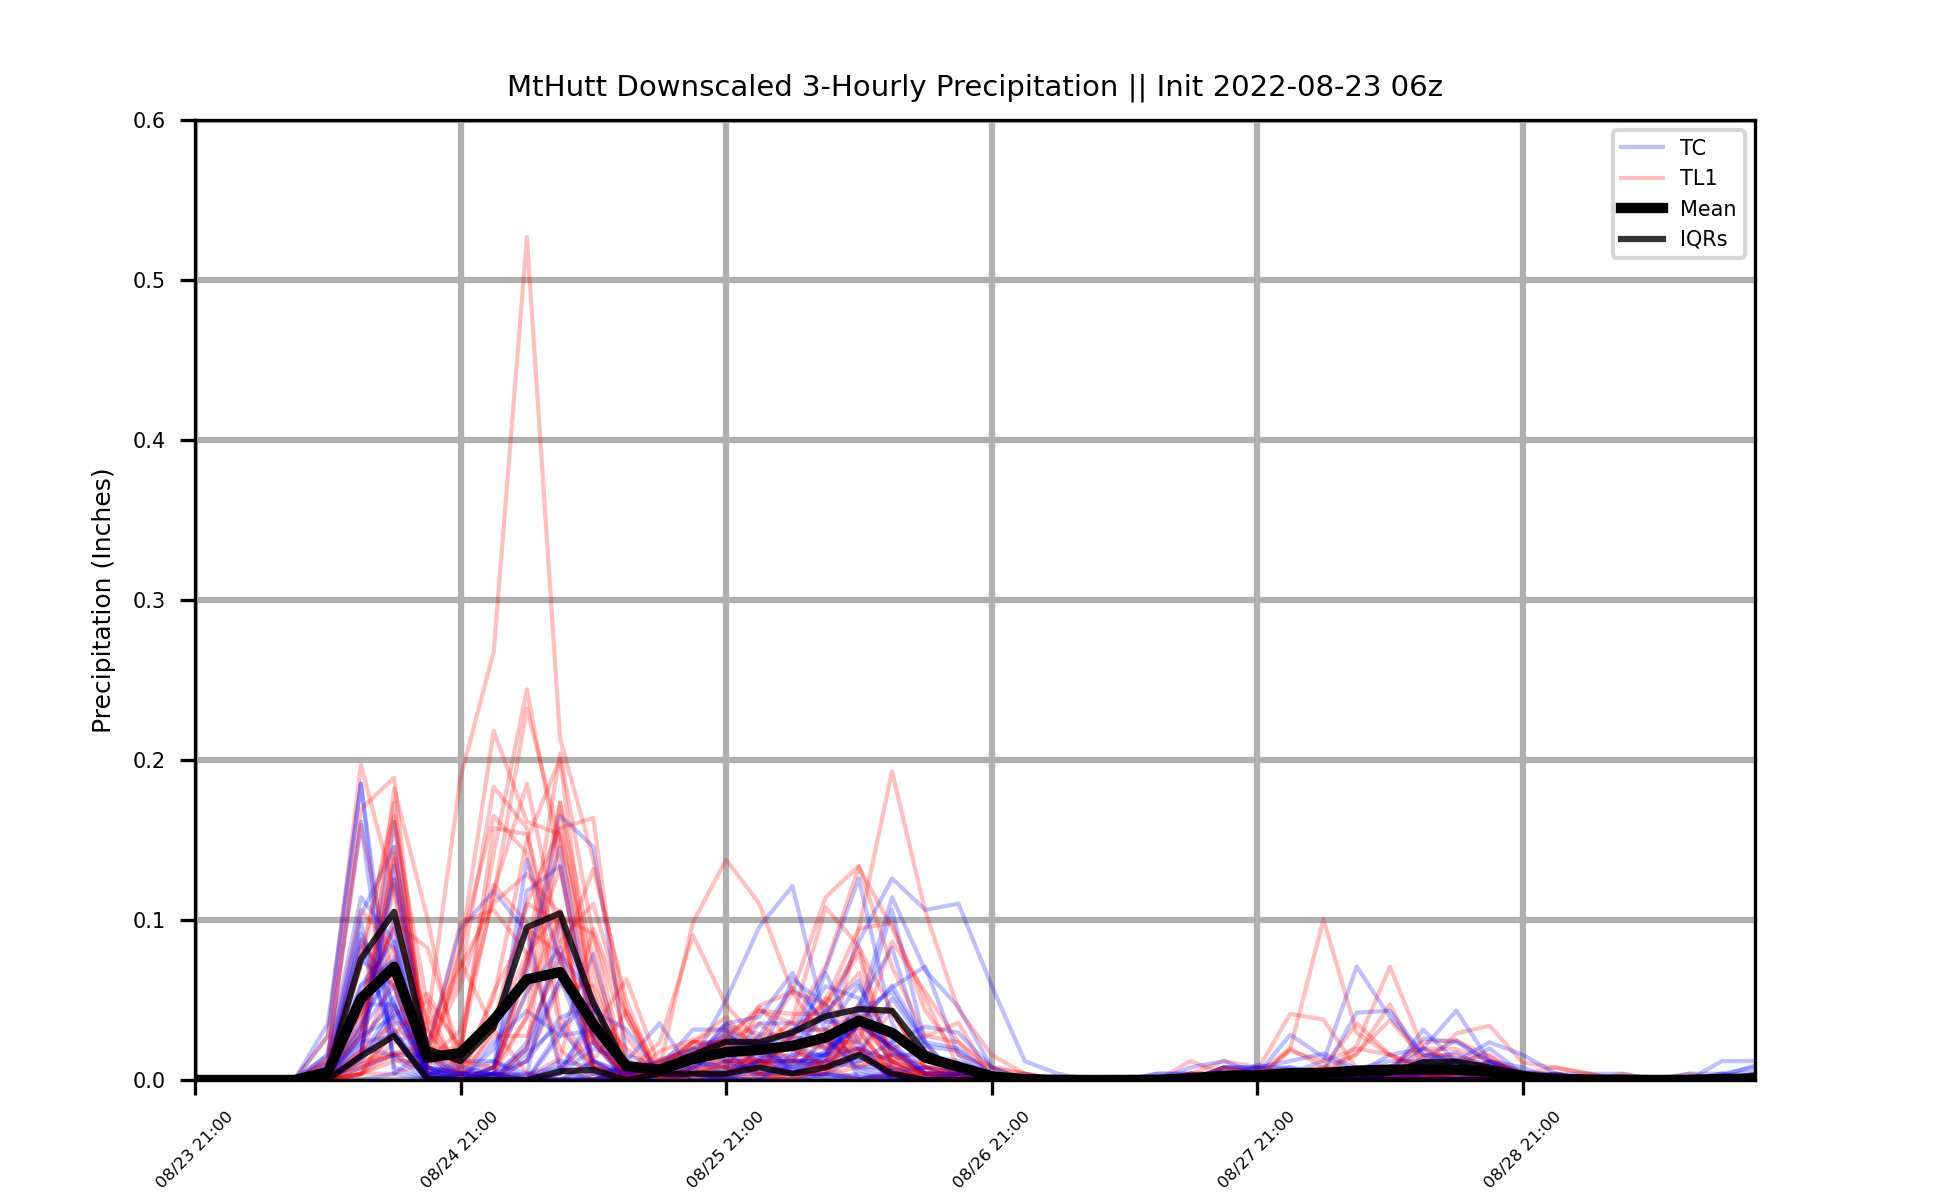 MtHutt Downscaled 3-Hourly Precipitation || Init 2022-08-23 06z
TC
TL1
Mean
IQRs
Precipitation (Inches)
0.6
0.5
0.4
0.3
0.2
0.1
0.0
08/23 21:00
08/24 21:00
08/25 21:00
08/26 21:00
08/27 21:00
08/28 21:00